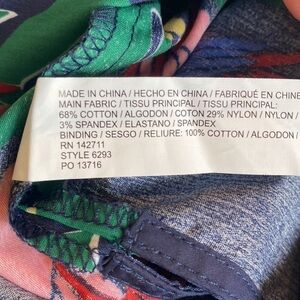 MADE IN CHINA / HECHO EN CHINA / FABRIQUÉ EN CHINE
MAIN FABRIC / TISSU PRINCIPAL / TISSU PRINCIPAL:
68% COTTON / ALGODON / COTON 29% NYLON / NYLON /
3% SPANDEX / ELASTANO / SPANDEX
BINDING / SESGO / RELIURE: 100% COTTON / ALGODON /
RN 142711
STYLE 6293
PO 13716